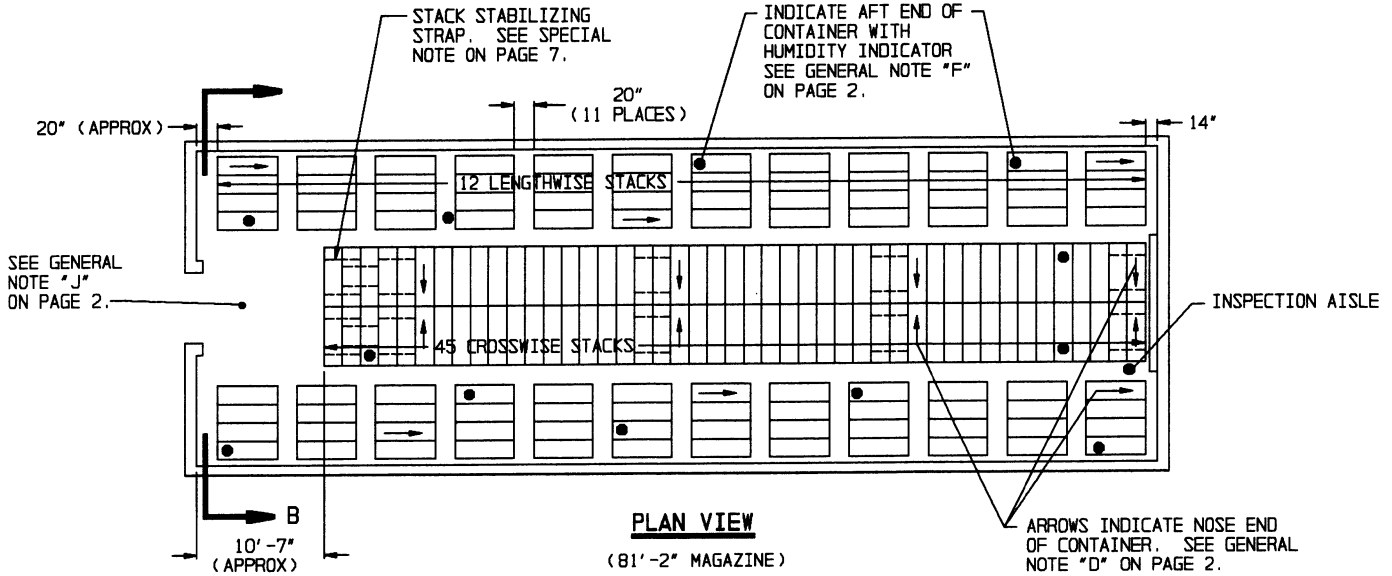 STACK STABILIZING
STRAP. SEE SPECIAL
NOTE ON PAGE 7.
INDICATE AFT END OF
CONTAINER WITH
HUMIDITY INDICATOR
SEE GENERAL NOTE "F"
ON PAGE 2.
20" (APPROX)
20"
(11 PLACES)
14"
12 LENGTHWISE STACKS
SEE GENERAL
NOTE "J"
ON PAGE 2.
INSPECTION AISLE
45 CROSSWISE STACKS
B
10'-7"
(APPROX)
PLAN VIEW
(81'-2" MAGAZINE)
ARROWS INDICATE NOSE END
OF CONTAINER. SEE GENERAL
NOTE "D" ON PAGE 2.